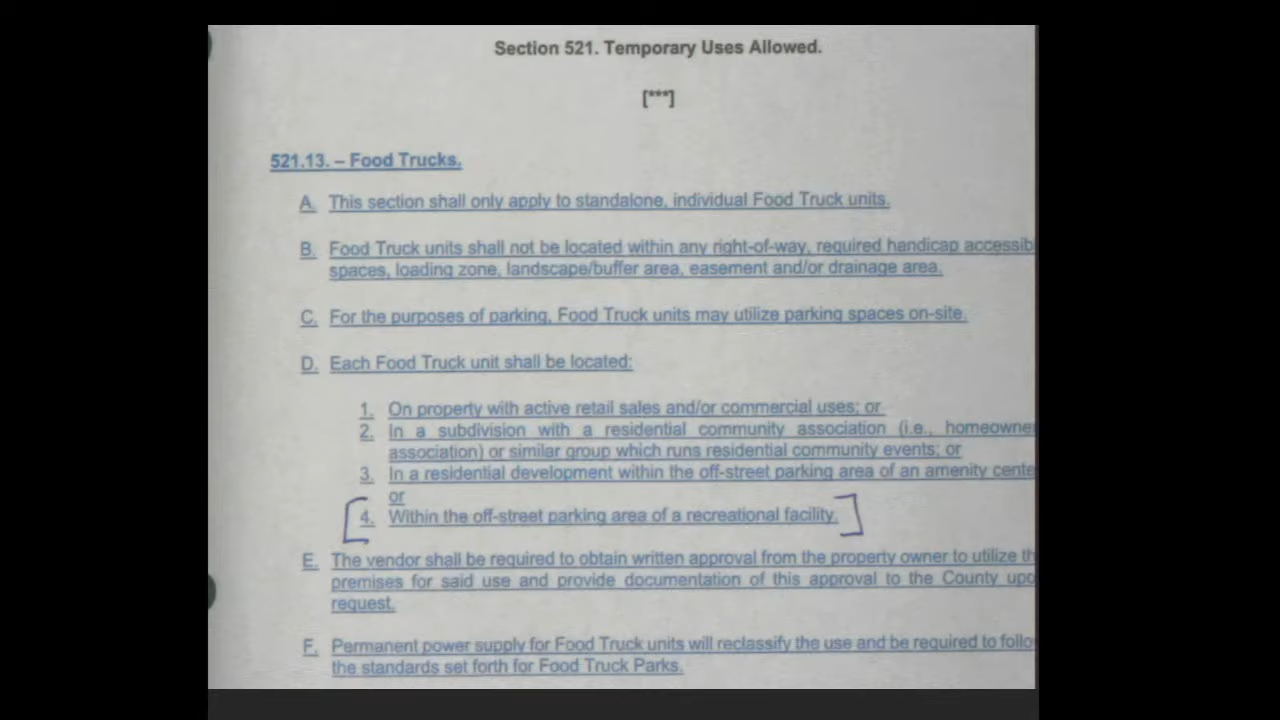 Section 521. Temporary Uses Allowed.
[***]
521.13. – Food Trucks.
A. This section shall only apply to standalone, individual Food Truck units.
B. Food Truck units shall not be located within any right-of-way, required handicap accessib
spaces, loading zone, landscape/buffer area, easement and/or drainage area.
C. For the purposes of parking, Food Truck units may utilize parking spaces on-site.
D. Each Food Truck unit shall be located:
1. On property with active retail sales and/or commercial uses; or
2. In a subdivision with a residential community association (i.e., homeowner
association) or similar group which runs residential community events; or
3. In a residential development within the off-street parking area of an amenity cente
or
4. Within the off-street parking area of a recreational facility.
E. The vendor shall be required to obtain written approval from the property owner to utilize th
premises for said use and provide documentation of this approval to the County upo
request.
F. Permanent power supply for Food Truck units will reclassify the use and be required to follo
the standards set forth for Food Truck Parks.